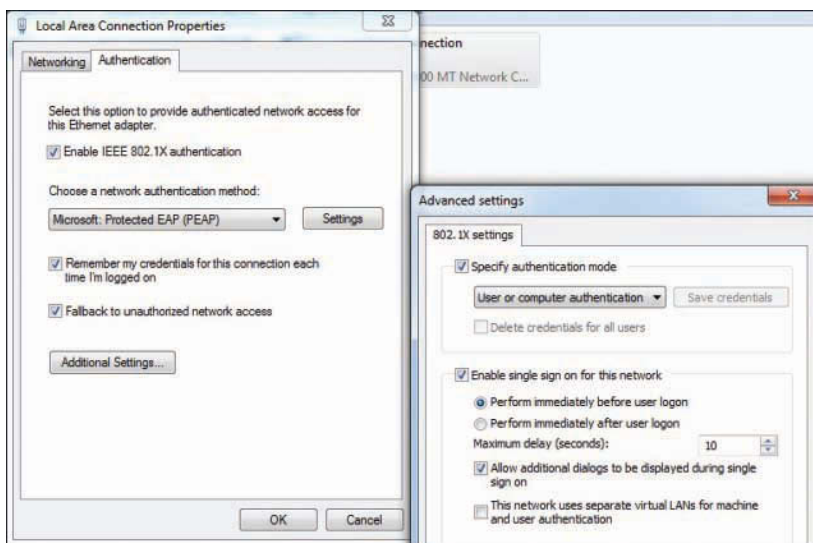 Local Area Connection Properties
Networking
Authentication
Select this option to provide authenticated network access for
this Ethernet adapter.
Enable IEEE 802.1X authentication
Choose a network authentication method:
Microsoft: Protected EAP (PEAP)
Settings
Remember my credentials for this connection each
time I'm logged on
Fallback to unauthorized network access
Additional Settings...
OK
Cancel
nection
00 MT Network C...
Advanced settings
802.1X settings
Specify authentication mode
User or computer authentication
Save credentials
Delete credentials for all users
Enable single sign on for this network
Perform immediately before user logon
Perform immediately after user logon
Maximum delay (seconds):
10
Allow additional dialogs to be displayed during single
sign on
This network uses separate virtual LANs for machine
and user authentication